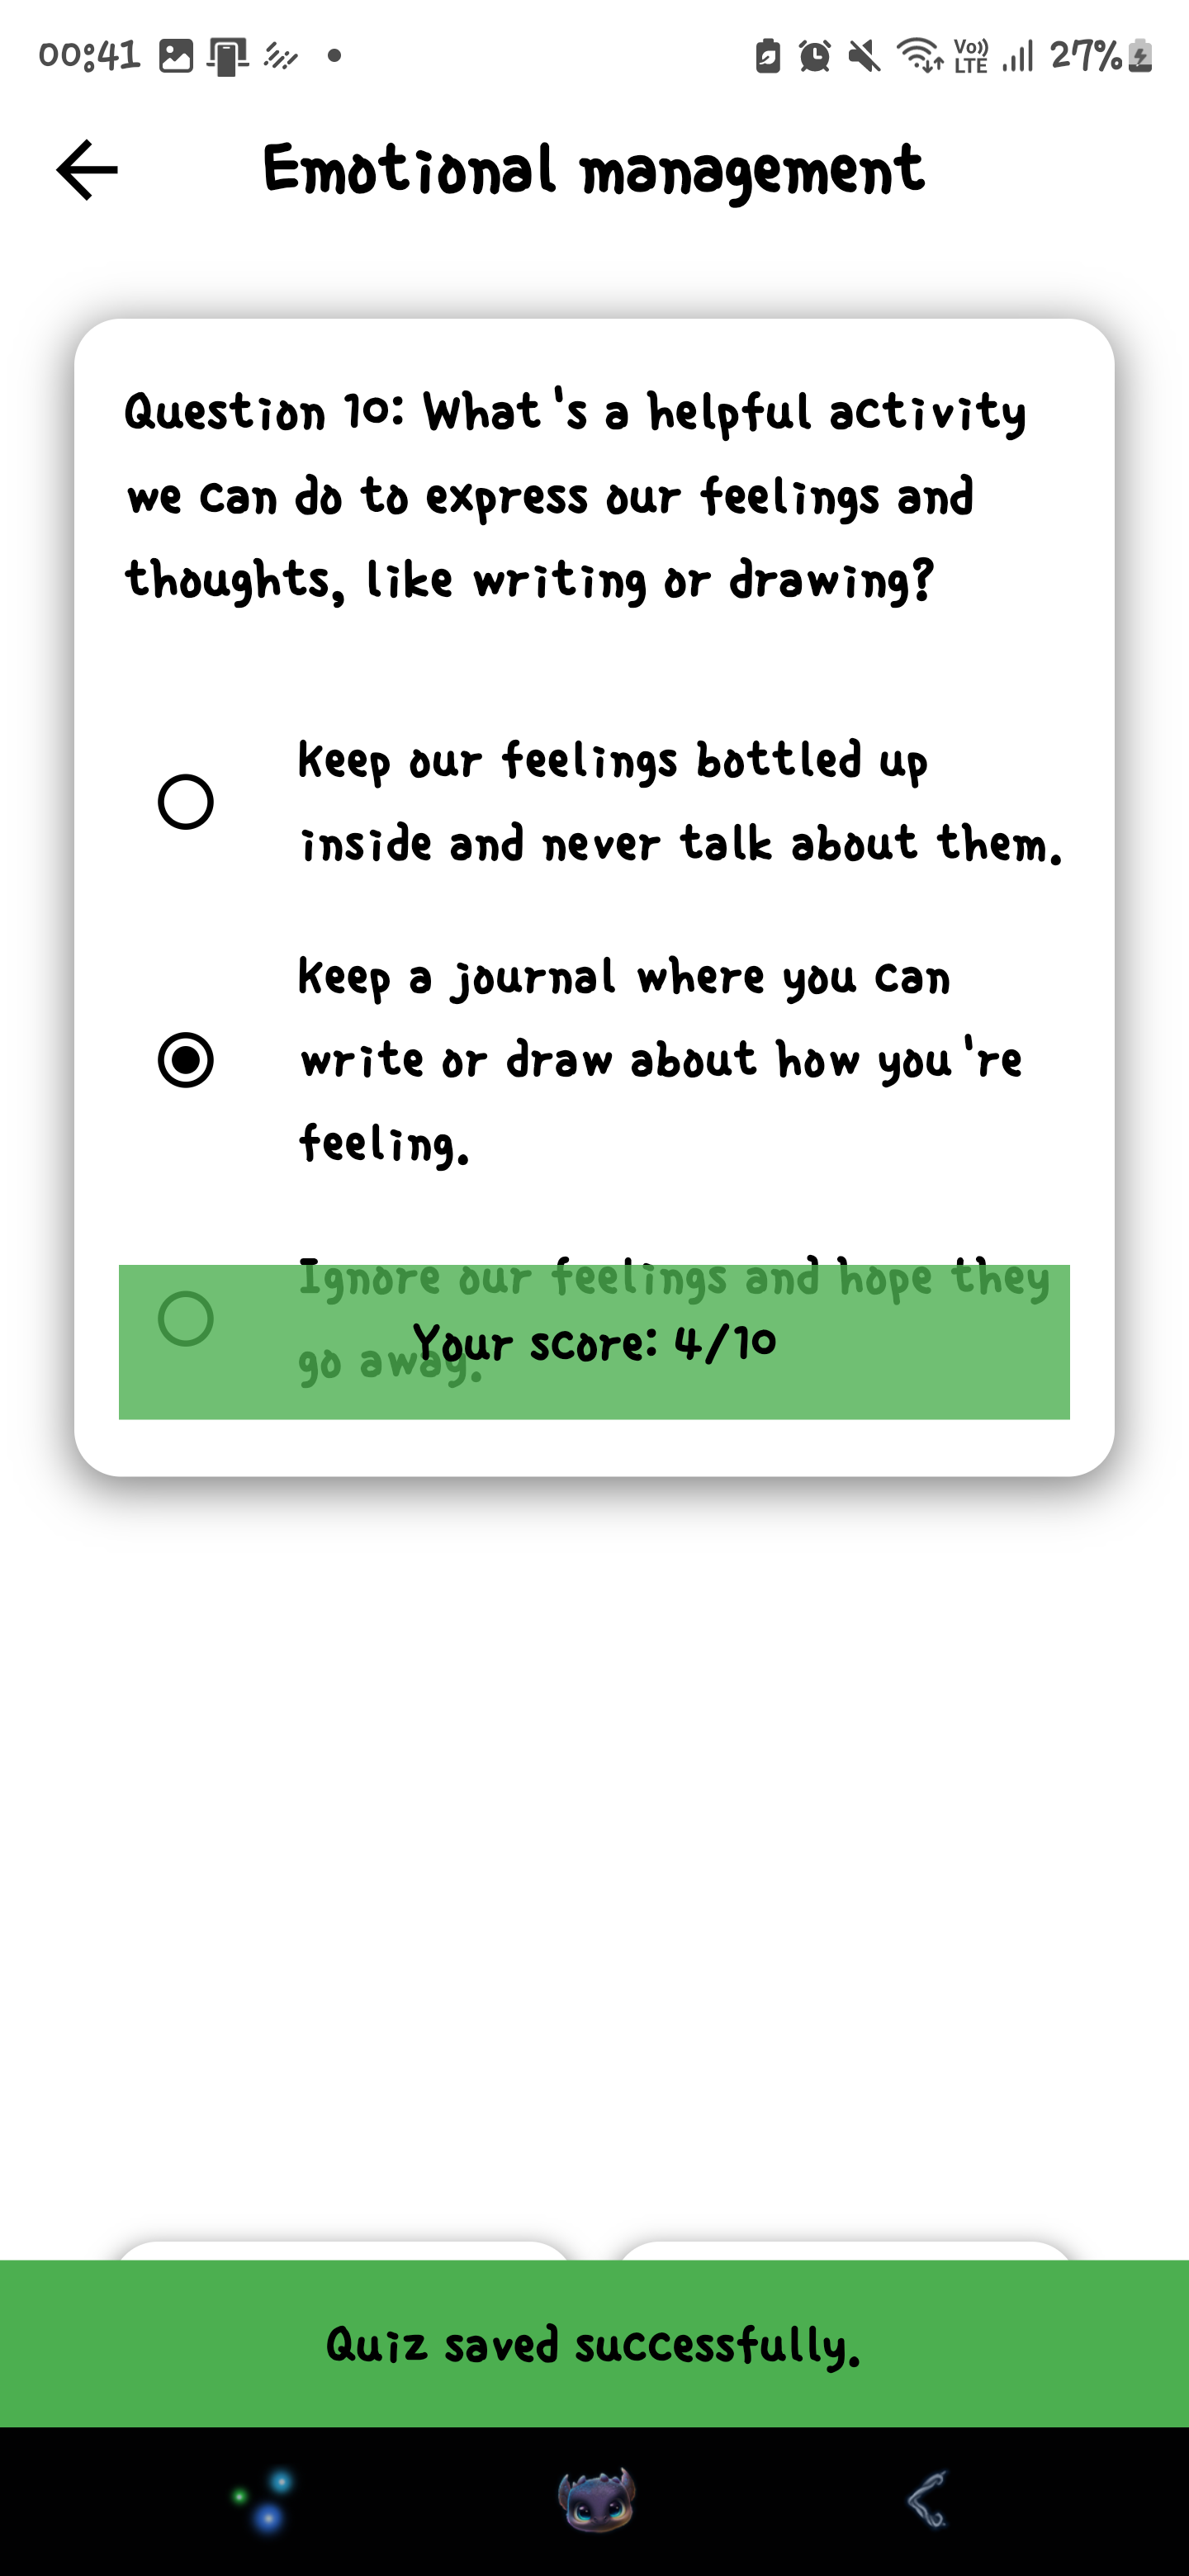 00:41 Vo)) LTE 27%
Emotional management
Question 10: What's a helpful activity
we can do to express our feelings and
thoughts, like writing or drawing?
keep our feelings bottled up
inside and never talk about them.
keep a journal where you can
write or draw about how you're
feeling.
Ignore our feelings and hope they
go away.
Your score: 4/10
Quiz saved successfully.